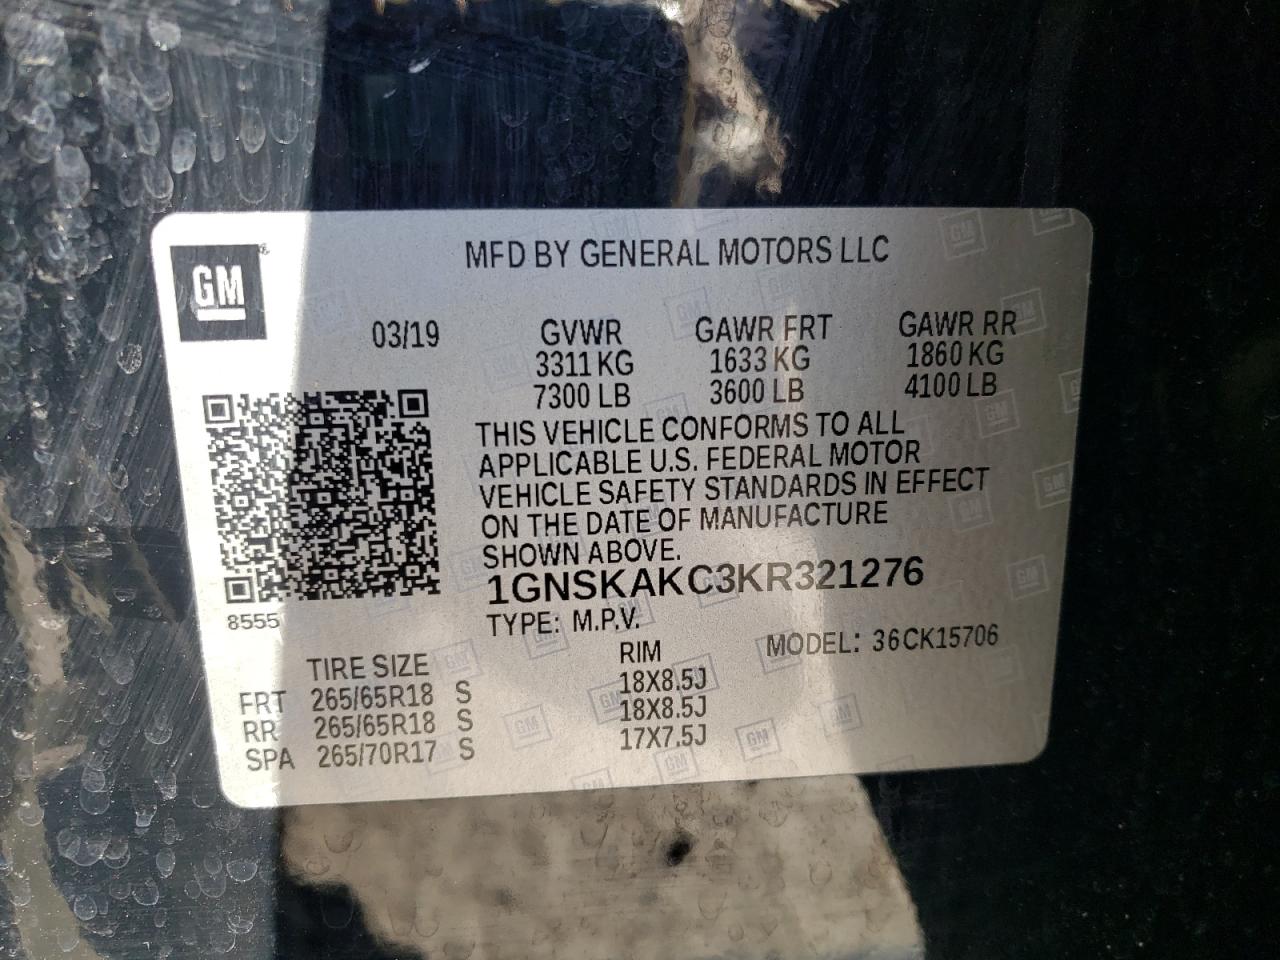 GM
MFD BY GENERAL MOTORS LLC
03/19 GVWR GAWR FRT GAWR RR
3311 KG 1633 KG 1860 KG
7300 LB 3600 LB 4100 LB
THIS VEHICLE CONFORMS TO ALL
APPLICABLE U.S. FEDERAL MOTOR
VEHICLE SAFETY STANDARDS IN EFFECT
ON THE DATE OF MANUFACTURE
SHOWN ABOVE.
8555
1GNSKAKC3KR321276
TYPE: M.P.V.
MODEL: 36CK15706
TIRE SIZE RIM
FRT 265/65R18 S 18X8.5J
RR 265/65R18 S 18X8.5J
SPA 265/70R17 S 17X7.5J